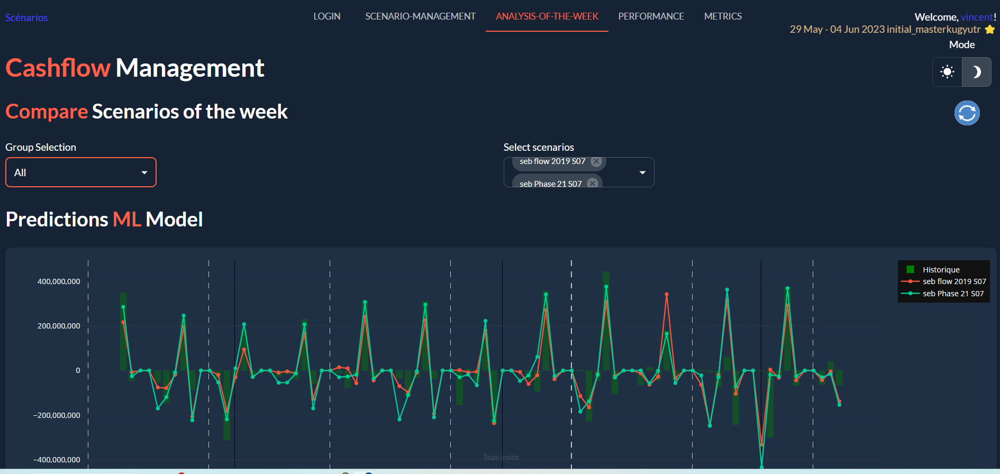 Scénarios
LOGIN
SCENARIO-MANAGEMENT
ANALYSIS-OF-THE-WEEK
PERFORMANCE
METRICS
Welcome, vincent!
29 May - 04 Jun 2023 initial_masterkugyutr
Mode
Cashflow Management
Compare Scenarios of the week
Group Selection
All
Select scenarios
seb flow 2019 S07
seb Phase 21 S07
Predictions ML Model
400,000,000
200,000,000
0
−200,000,000
−400,000,000
Historique
seb flow 2019 S07
seb Phase 21 S07
Taipy inside